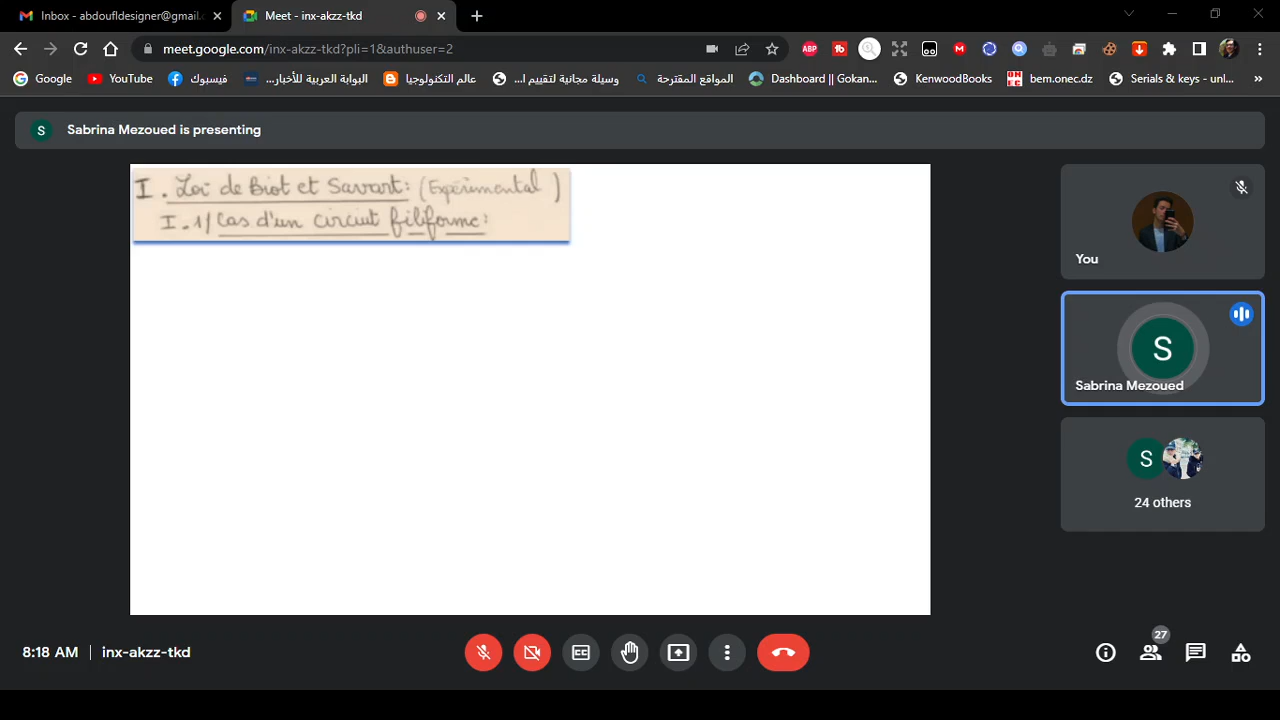 Inbox - abdoufldesigner@gmail.c
Meet - inx-akzz-tkd
meet.google.com/inx-akzz-tkd?pli=1&authuser=2
ABP
Google
YouTube
فيسبوك
البوابة العربية للأخبار...
عالم التكنولوجيا
وسيلة مجانية لتقييم ا...
المواقع المقترحة
Dashboard || Gokan...
KenwoodBooks
bem.onec.dz
Serials & keys - unl...
»
S
Sabrina Mezoued is presenting
I. Loi de Biot et Savart: (Expérimental)
I.1/ Cas d'un circuit filiforme:
You
S
Sabrina Mezoued
S
24 others
8:18 AM | inx-akzz-tkd
27